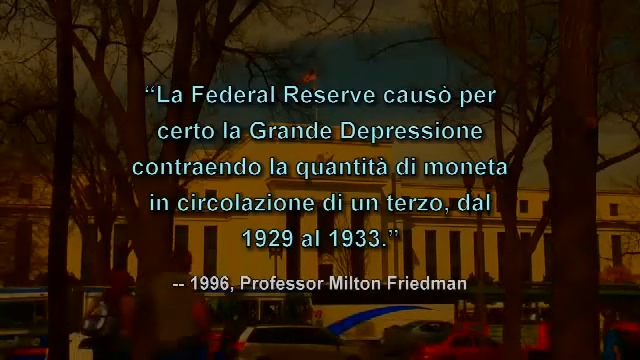 “La Federal Reserve causò per
certo la Grande Depressione
contraendo la quantità di moneta
in circolazione di un terzo, dal
1929 al 1933.”
-- 1996, Professor Milton Friedman